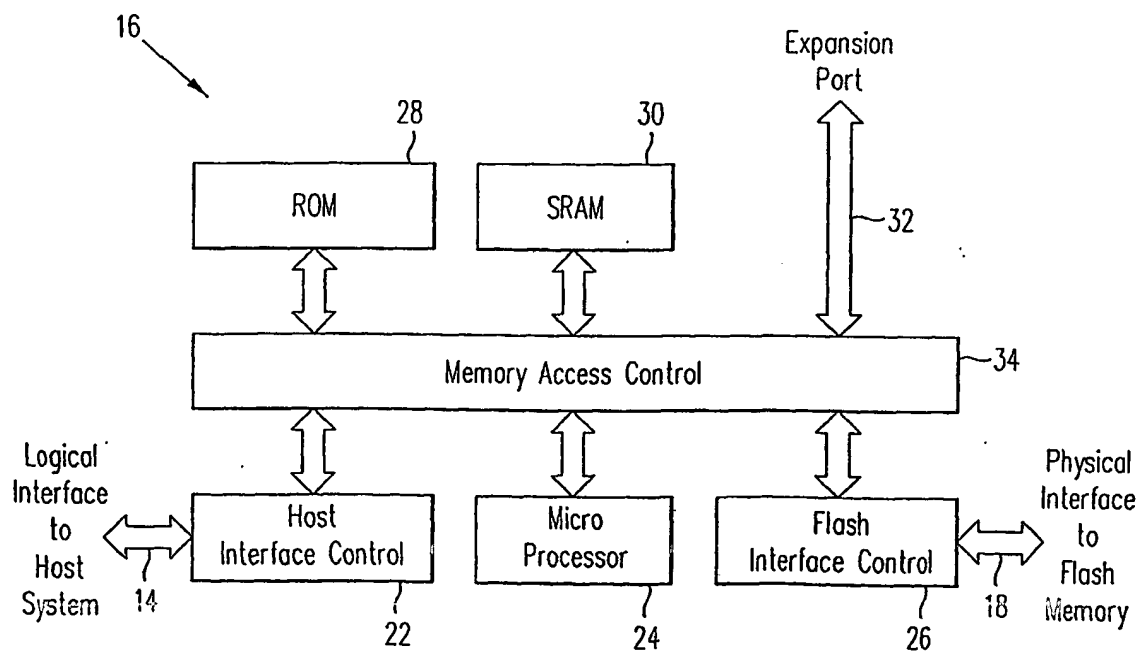 16
Expansion
Port
28
30
ROM
SRAM
32
Memory Access Control
34
Logical
Interface
to
Host
System
14
Host
Interface Control
22
Micro
Processor
24
Flash
Interface Control
26
18
Physical
Interface
to
Flash
Memory